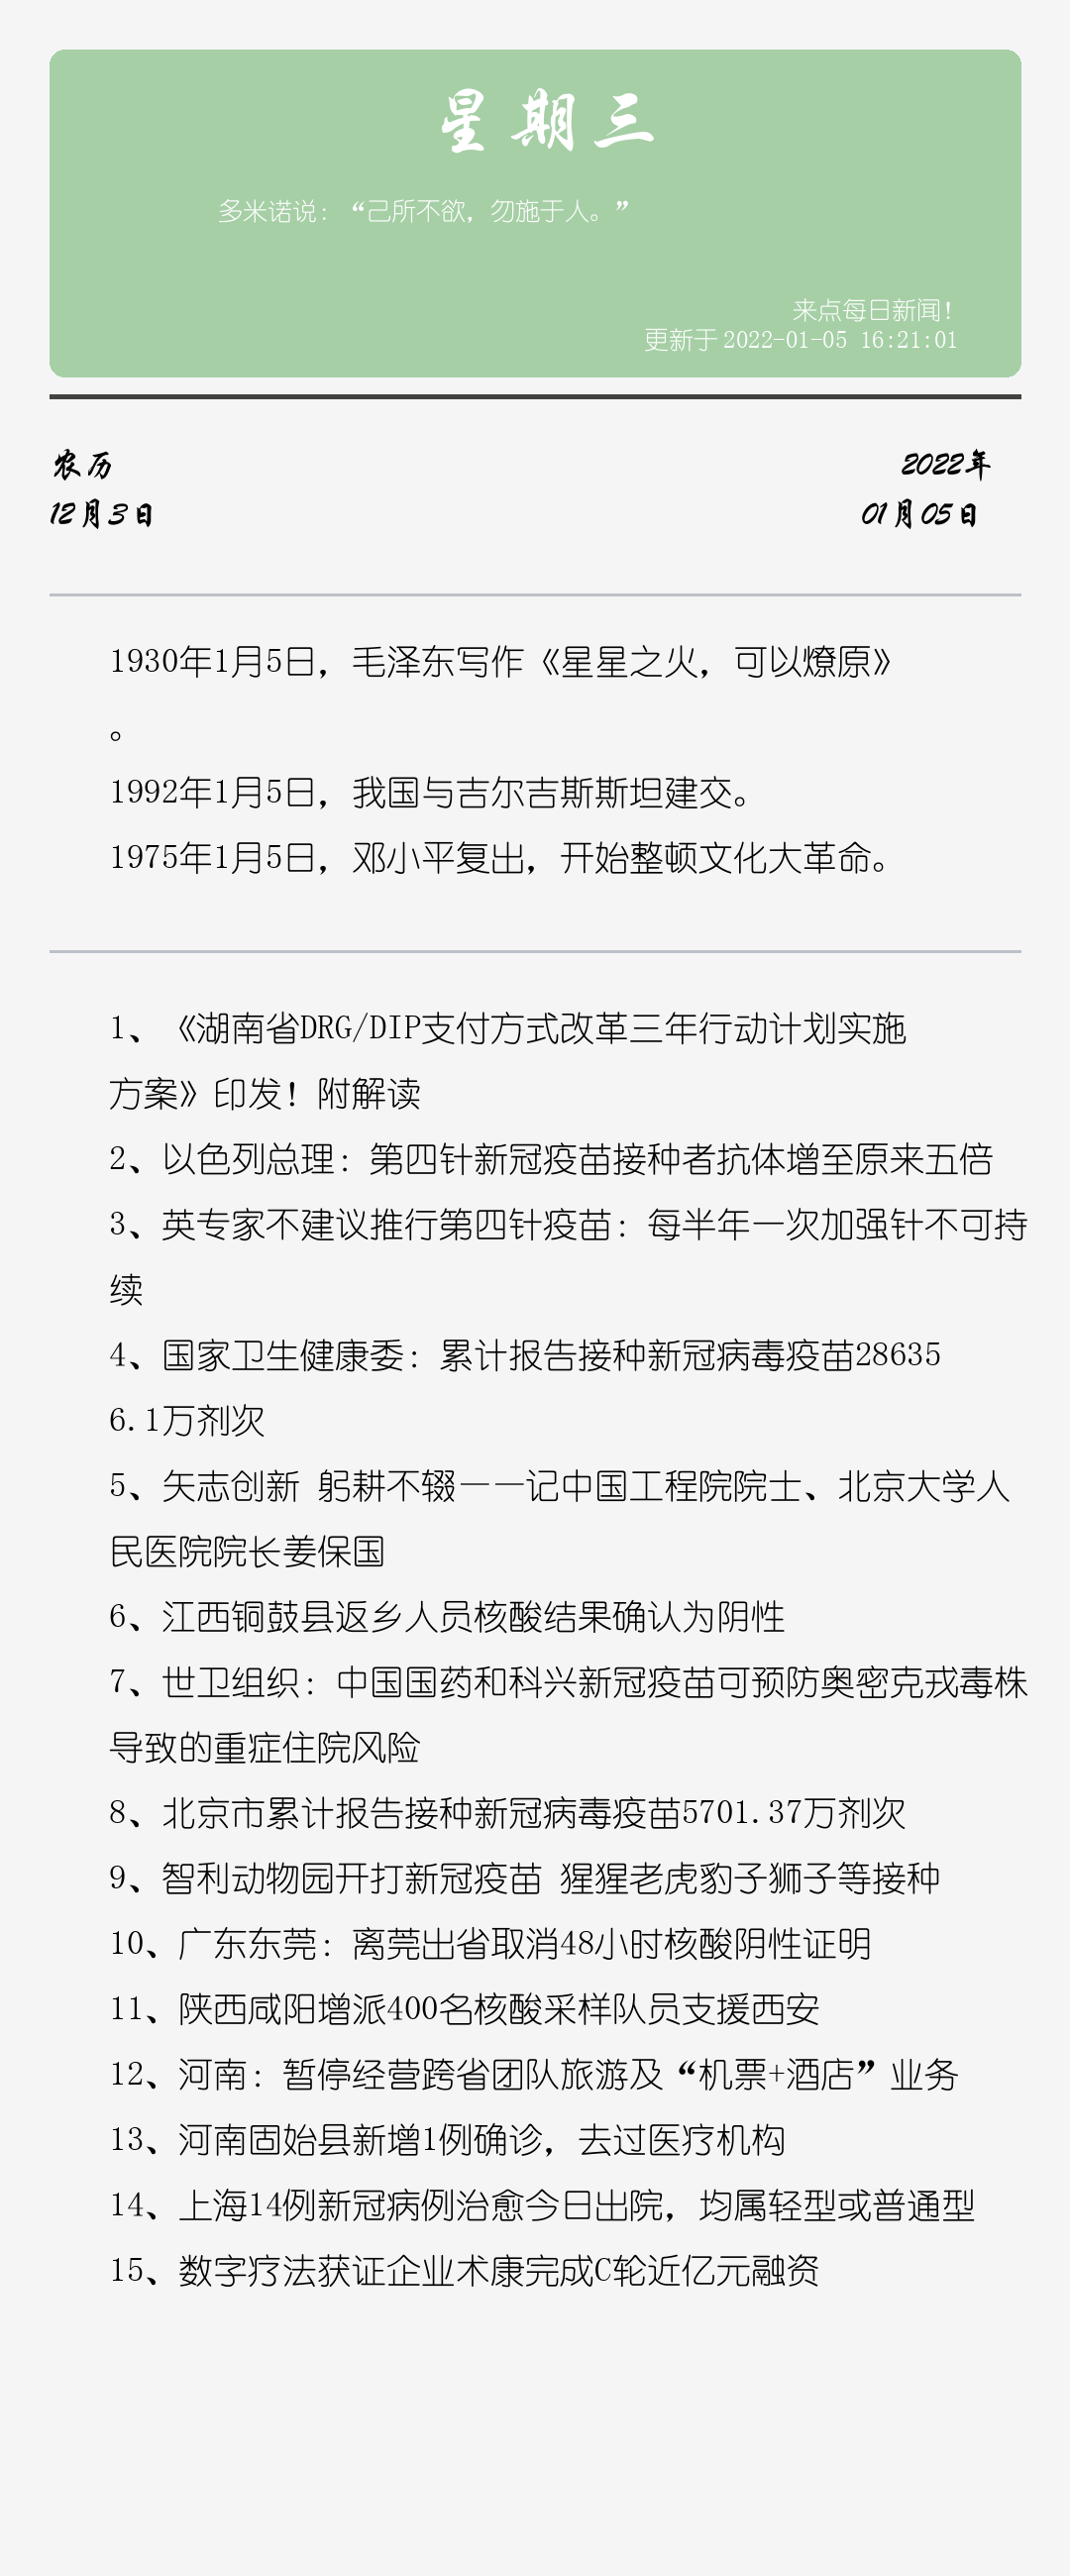 星期三
多米诺说：“己所不欲，勿施于人。”
来点每日新闻！
更新于 2022-01-05 16:21:01
农历
2022年
12月3日
01月05日
1930年1月5日，毛泽东写作《星星之火，可以燎原》
。
1992年1月5日，我国与吉尔吉斯斯坦建交。
1975年1月5日，邓小平复出，开始整顿文化大革命。
1、《湖南省DRG/DIP支付方式改革三年行动计划实施
方案》印发！附解读
2、以色列总理：第四针新冠疫苗接种者抗体增至原来五倍
3、英专家不建议推行第四针疫苗：每半年一次加强针不可持
续
4、国家卫生健康委：累计报告接种新冠病毒疫苗28635
6.1万剂次
5、矢志创新 躬耕不辍——记中国工程院院士、北京大学人
民医院院长姜保国
6、江西铜鼓县返乡人员核酸结果确认为阴性
7、世卫组织：中国国药和科兴新冠疫苗可预防奥密克戎毒株
导致的重症住院风险
8、北京市累计报告接种新冠病毒疫苗5701.37万剂次
9、智利动物园开打新冠疫苗 猩猩老虎豹子狮子等接种
10、广东东莞：离莞出省取消48小时核酸阴性证明
11、陕西咸阳增派400名核酸采样队员支援西安
12、河南：暂停经营跨省团队旅游及“机票+酒店”业务
13、河南固始县新增1例确诊，去过医疗机构
14、上海14例新冠病例治愈今日出院，均属轻型或普通型
15、数字疗法获证企业术康完成C轮近亿元融资